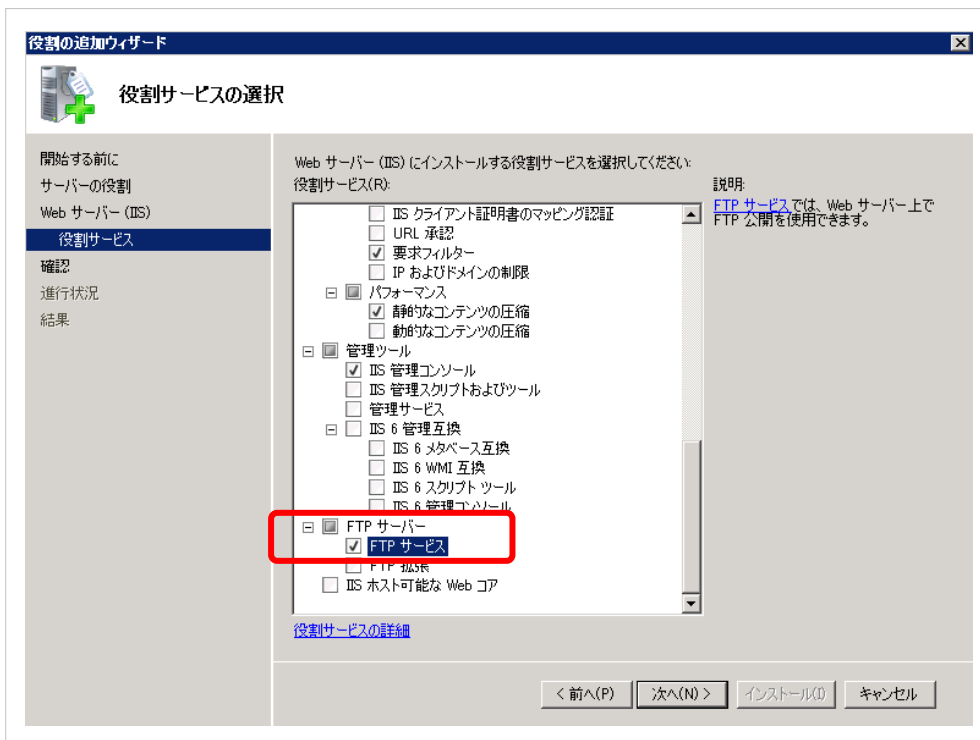 役割の追加ウィザード
役割サービスの選択
開始する前に
サーバーの役割
Web サーバー (IIS)
役割サービス
確認
進行状況
結果
Web サーバー (IIS) にインストールする役割サービスを選択してください:
役割サービス(R):
IIS クライアント証明書のマッピング認証
URL 承認
要求フィルター
IP およびドメインの制限
パフォーマンス
静的なコンテンツの圧縮
動的なコンテンツの圧縮
管理ツール
IIS 管理コンソール
IIS 管理スクリプトおよびツール
管理サービス
IIS 6 管理互換
IIS 6 メタベース互換
IIS 6 WMI 互換
IIS 6 スクリプト ツール
IIS 6 管理コンソール
FTP サーバー
FTP サービス
FTP 拡張
IIS ホスト可能な Web コア
役割サービスの詳細
説明:
FTP サービスでは、Web サーバー上で
FTP 公開を使用できます。
< 前へ(P)
次へ(N) >
インストール(I)
キャンセル